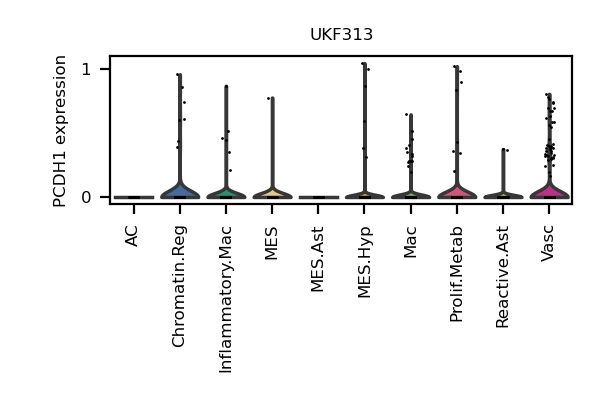 UKF313
PCDH1 expression
1
0
AC
Chromatin.Reg
Inflammatory.Mac
MES
MES.Ast
MES.Hyp
Mac
Prolif.Metab
Reactive.Ast
Vasc